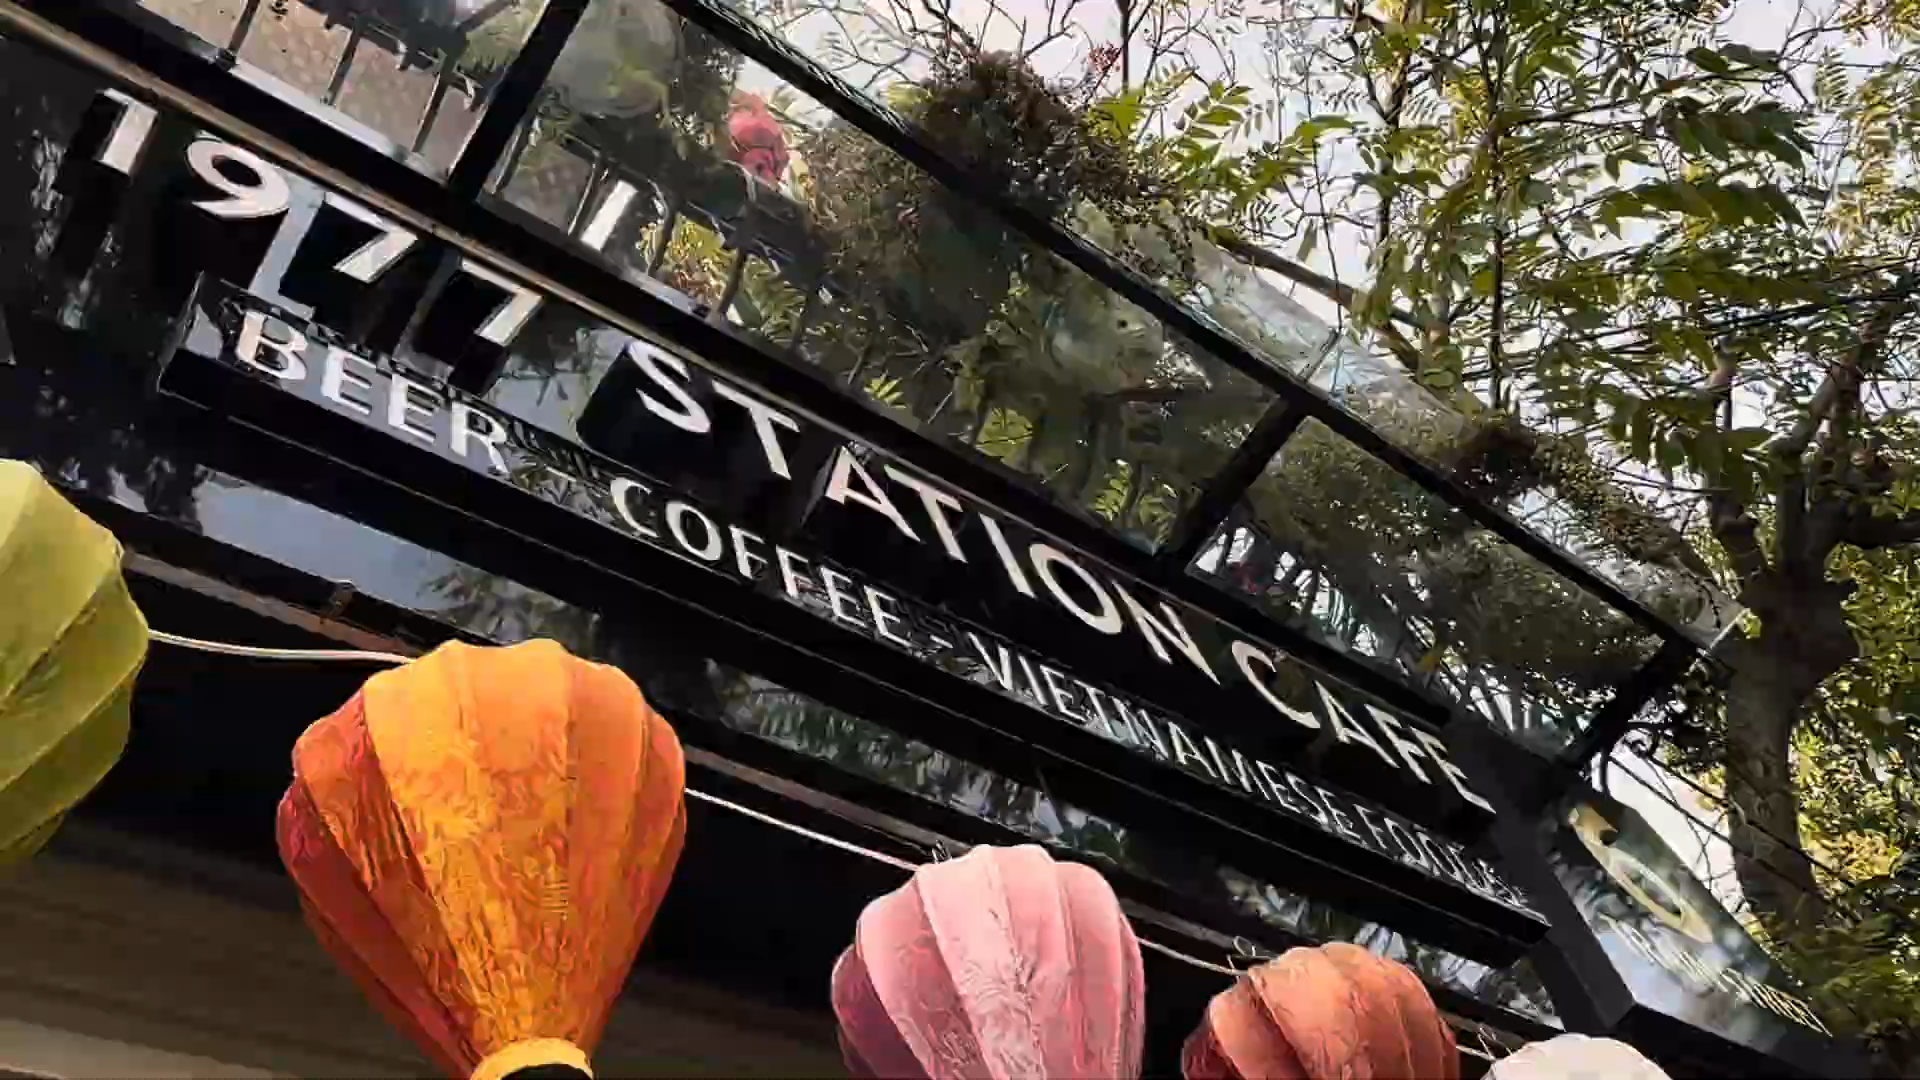 1977 STATION CAFE
BEER - COFFEE - VIETNAMESE FOOD